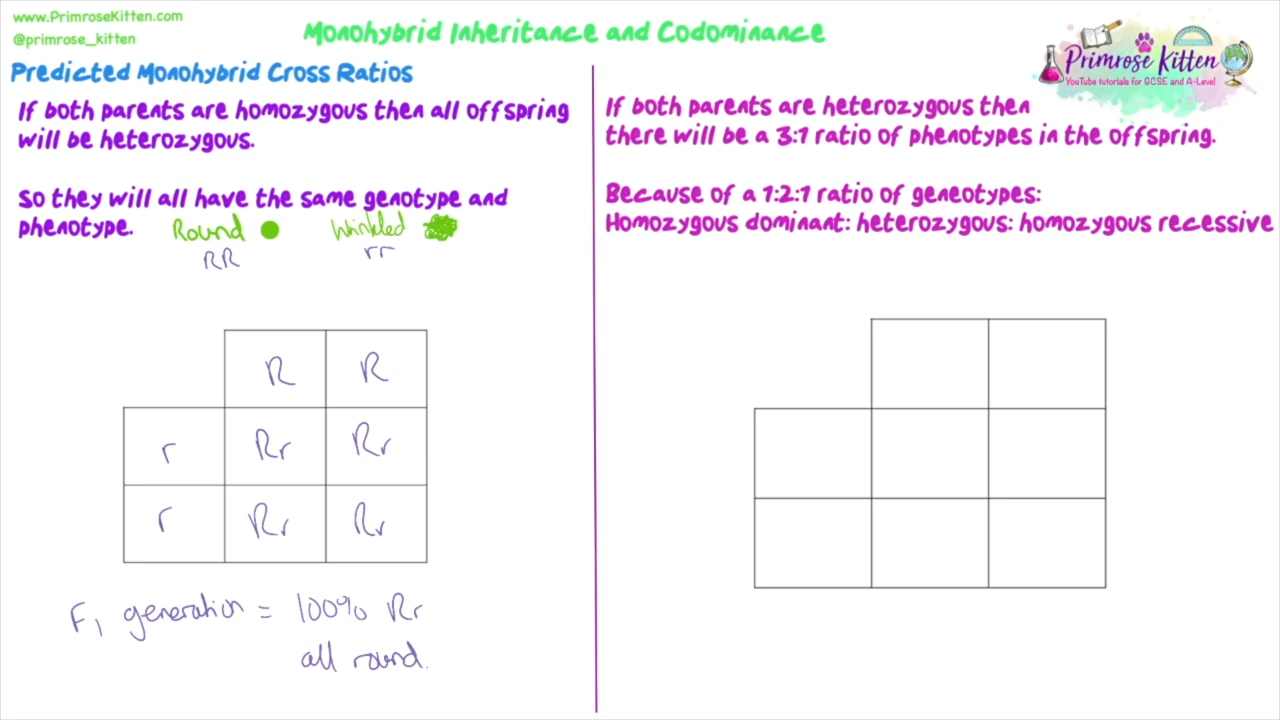 www.PrimroseKitten.com
@primrose_kitten
Monohybrid Inheritance and Codominance
Primrose Kitten
YouTube tutorials for GCSE and A-Level
Predicted Monohybrid Cross Ratios
If both parents are homozygous then all offspring
will be heterozygous.
So they will all have the same genotype and
phenotype.
Round
Wrinkled
RR
rr
R R
r Rr Rr
r Rr Rr
F1 generation = 100% Rr
all round.
If both parents are heterozygous then
there will be a 3:1 ratio of phenotypes in the offspring.
Because of a 1:2:1 ratio of geneotypes:
Homozygous dominant: heterozygous: homozygous recessive